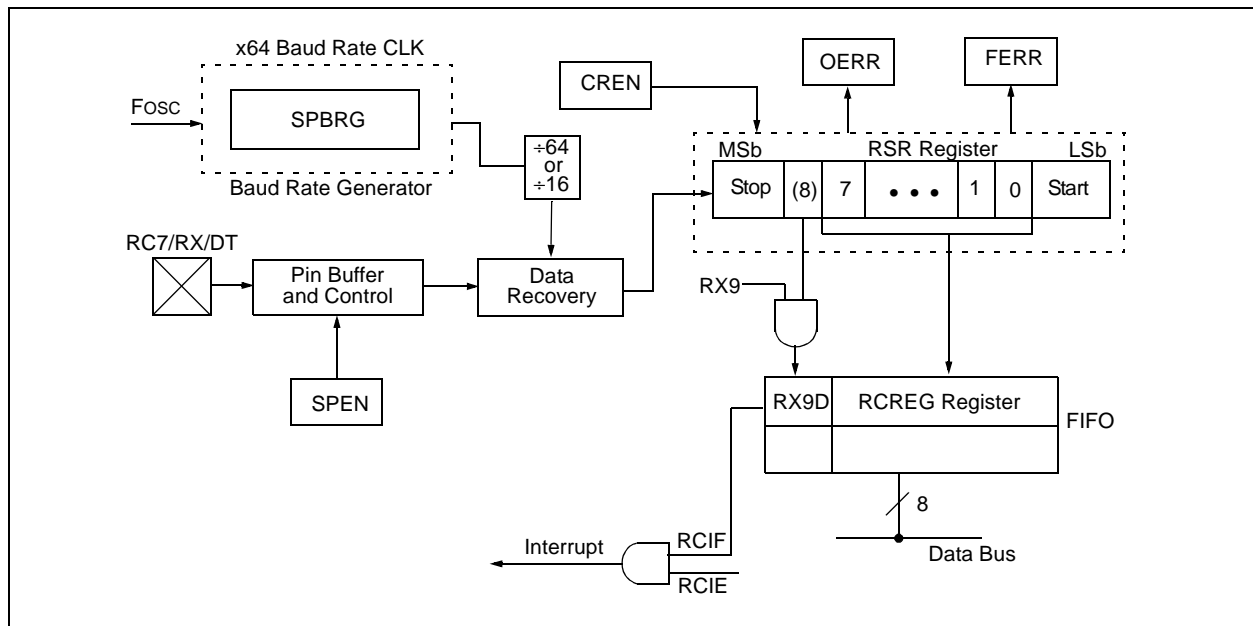 x64 Baud Rate CLK
FOSC
SPBRG
Baud Rate Generator
÷64
or
÷16
CREN
OERR
FERR
MSb
RSR Register
LSb
Stop
(8)
7
• • •
1
0
Start
RC7/RX/DT
Pin Buffer
and Control
Data
Recovery
SPEN
RX9
RX9D
RCREG Register
FIFO
8
Data Bus
Interrupt
RCIF
RCIE